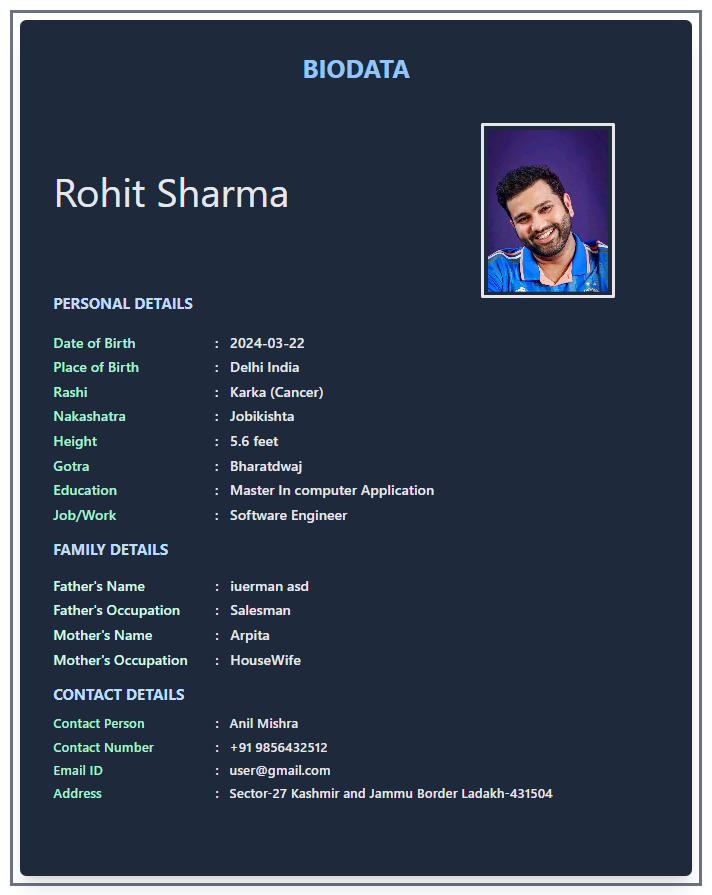 BIODATA
Rohit Sharma
PERSONAL DETAILS
Date of Birth : 2024-03-22
Place of Birth : Delhi India
Rashi : Karka (Cancer)
Nakashatra : Jobikishta
Height : 5.6 feet
Gotra : Bharatdwaj
Education : Master In computer Application
Job/Work : Software Engineer
FAMILY DETAILS
Father's Name : iuerman asd
Father's Occupation : Salesman
Mother's Name : Arpita
Mother's Occupation : HouseWife
CONTACT DETAILS
Contact Person : Anil Mishra
Contact Number : +91 9856432512
Email ID : user@gmail.com
Address : Sector-27 Kashmir and Jammu Border Ladakh-431504